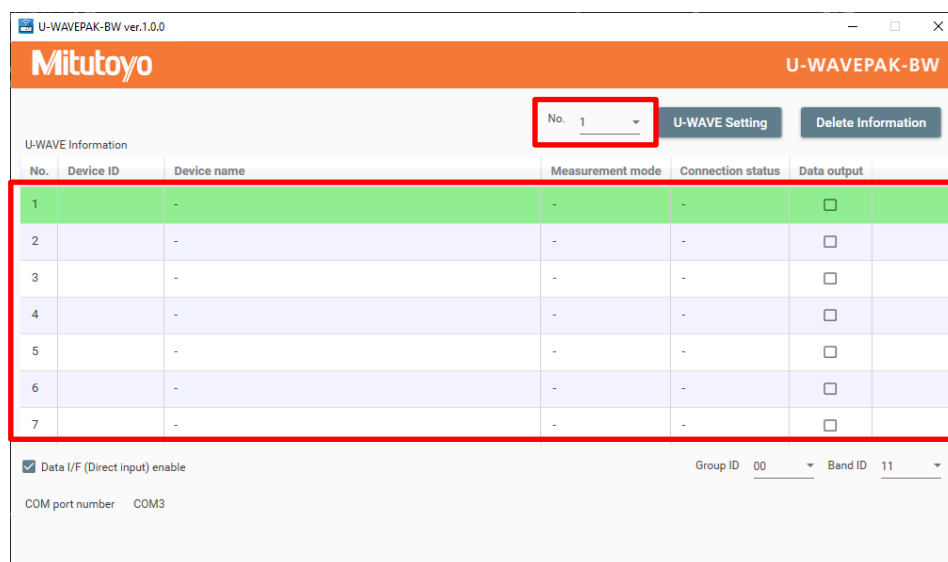 U-WAVEPAK-BW ver.1.0.0
Mitutoyo
U-WAVEPAK-BW
No. 1
U-WAVE Setting
Delete Information
U-WAVE Information
No. Device ID Device name Measurement mode Connection status Data output
1 - - -
2 - - -
3 - - -
4 - - -
5 - - -
6 - - -
7 - - -
Data I/F (Direct input) enable
Group ID 00 Band ID 11
COM port number COM3